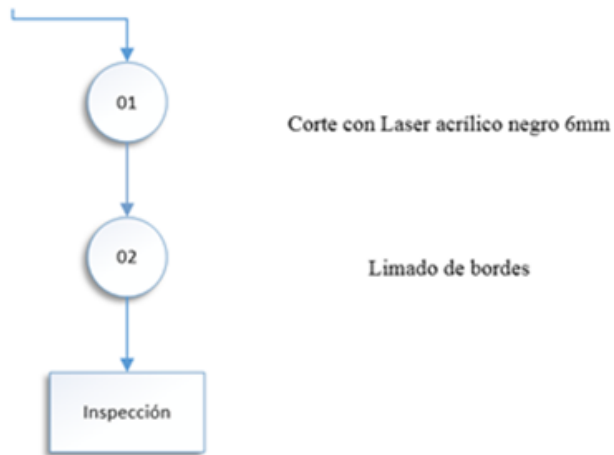 01
Corte con Laser acrílico negro 6mm
02
Limado de bordes
Inspección